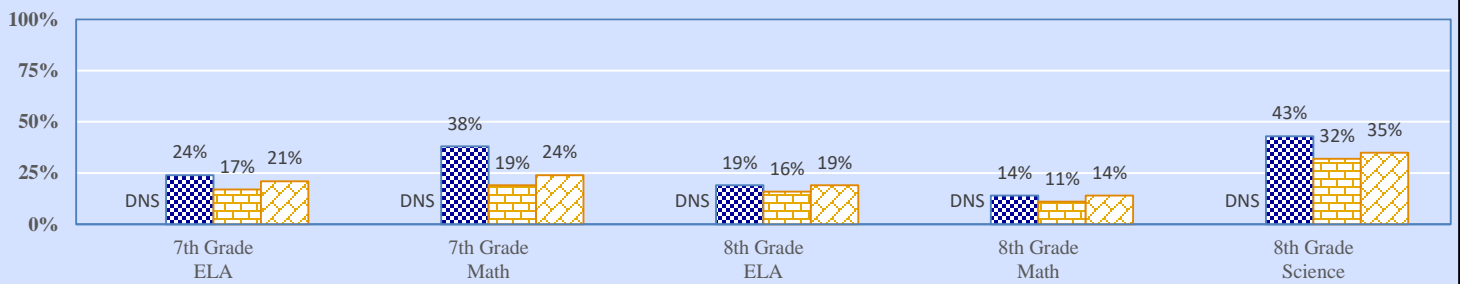 100%
75%
50%
25%
0%
DNS 24% 17% 21%
DNS 38% 19% 24%
DNS 19% 16% 19%
DNS 14% 11% 14%
DNS 43% 32% 35%
7th Grade
ELA
7th Grade
Math
8th Grade
ELA
8th Grade
Math
8th Grade
Science